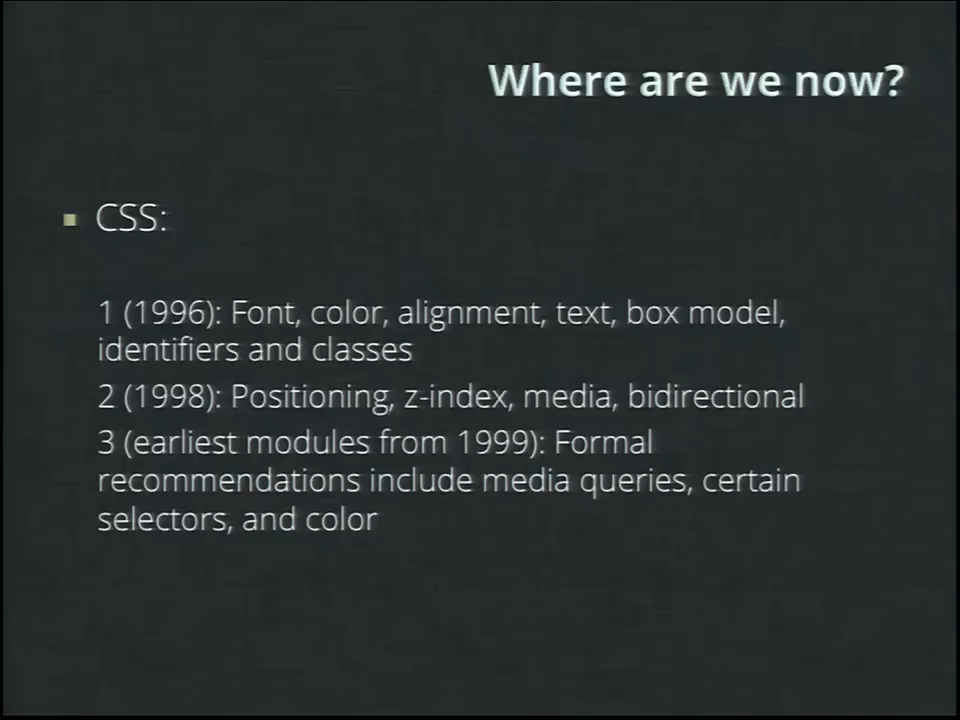 Where are we now?
CSS:
1 (1996): Font, color, alignment, text, box model,
identifiers and classes
2 (1998): Positioning, z-index, media, bidirectional
3 (earliest modules from 1999): Formal
recommendations include media queries, certain
selectors, and color